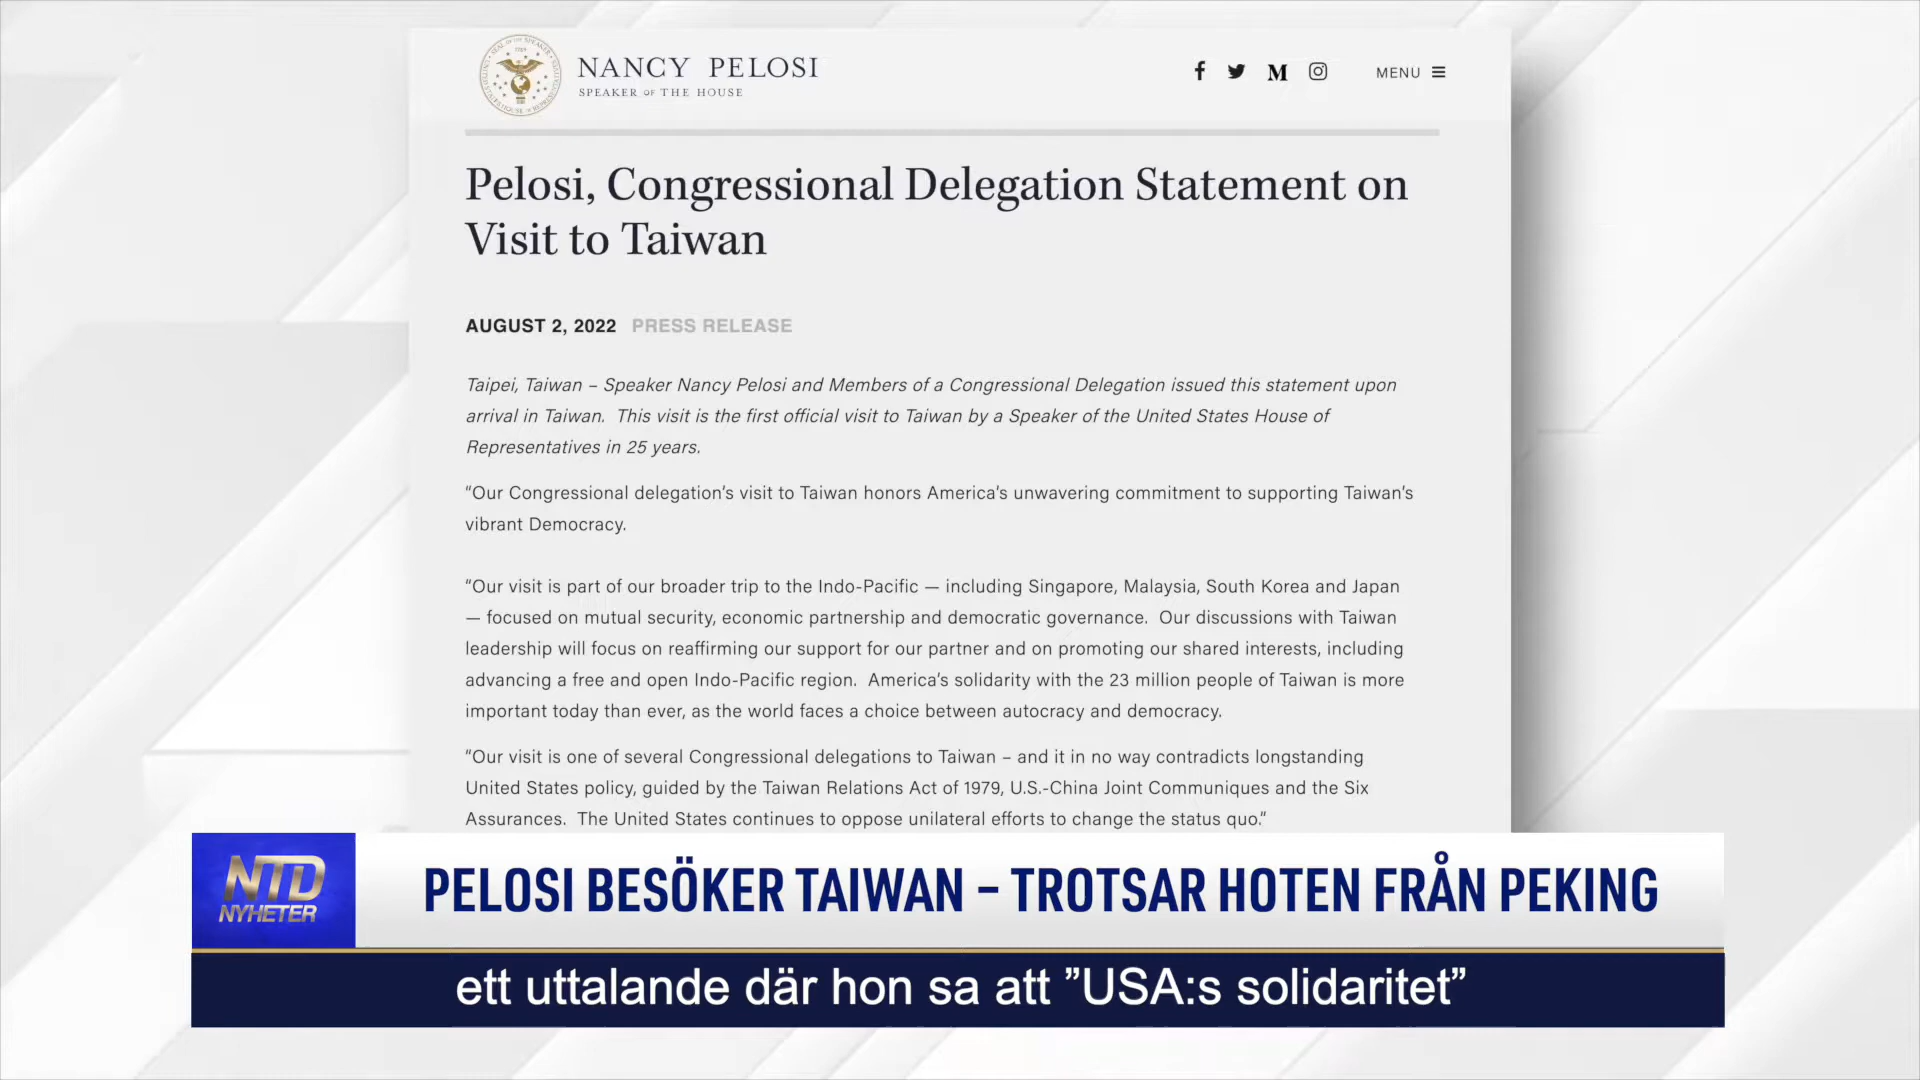 NANCY PELOSI
SPEAKER OF THE HOUSE
M
MENU
Pelosi, Congressional Delegation Statement on
Visit to Taiwan
AUGUST 2, 2022 PRESS RELEASE
Taipei, Taiwan – Speaker Nancy Pelosi and Members of a Congressional Delegation issued this statement upon
arrival in Taiwan. This visit is the first official visit to Taiwan by a Speaker of the United States House of
Representatives in 25 years.
“Our Congressional delegation’s visit to Taiwan honors America’s unwavering commitment to supporting Taiwan’s
vibrant Democracy.
“Our visit is part of our broader trip to the Indo-Pacific — including Singapore, Malaysia, South Korea and Japan
— focused on mutual security, economic partnership and democratic governance. Our discussions with Taiwan
leadership will focus on reaffirming our support for our partner and on promoting our shared interests, including
advancing a free and open Indo-Pacific region. America’s solidarity with the 23 million people of Taiwan is more
important today than ever, as the world faces a choice between autocracy and democracy.
“Our visit is one of several Congressional delegations to Taiwan – and it in no way contradicts longstanding
United States policy, guided by the Taiwan Relations Act of 1979, U.S.-China Joint Communiques and the Six
Assurances. The United States continues to oppose unilateral efforts to change the status quo.”
NTD
NYHETER
PELOSI BESÖKER TAIWAN – TROTSAR HOTEN FRÅN PEKING
ett uttalande där hon sa att ”USA:s solidaritet”